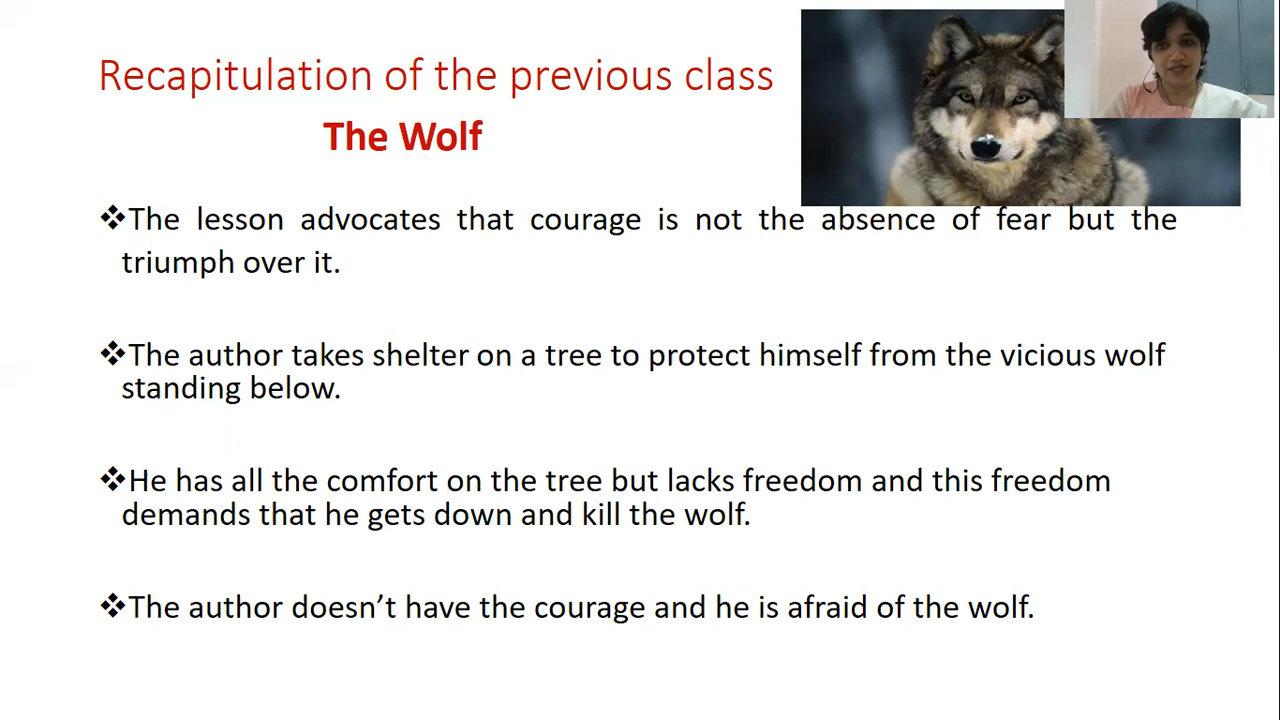 Recapitulation of the previous class
The Wolf
❖The lesson advocates that courage is not the absence of fear but the
triumph over it.
❖The author takes shelter on a tree to protect himself from the vicious wolf
standing below.
❖He has all the comfort on the tree but lacks freedom and this freedom
demands that he gets down and kill the wolf.
❖The author doesn’t have the courage and he is afraid of the wolf.